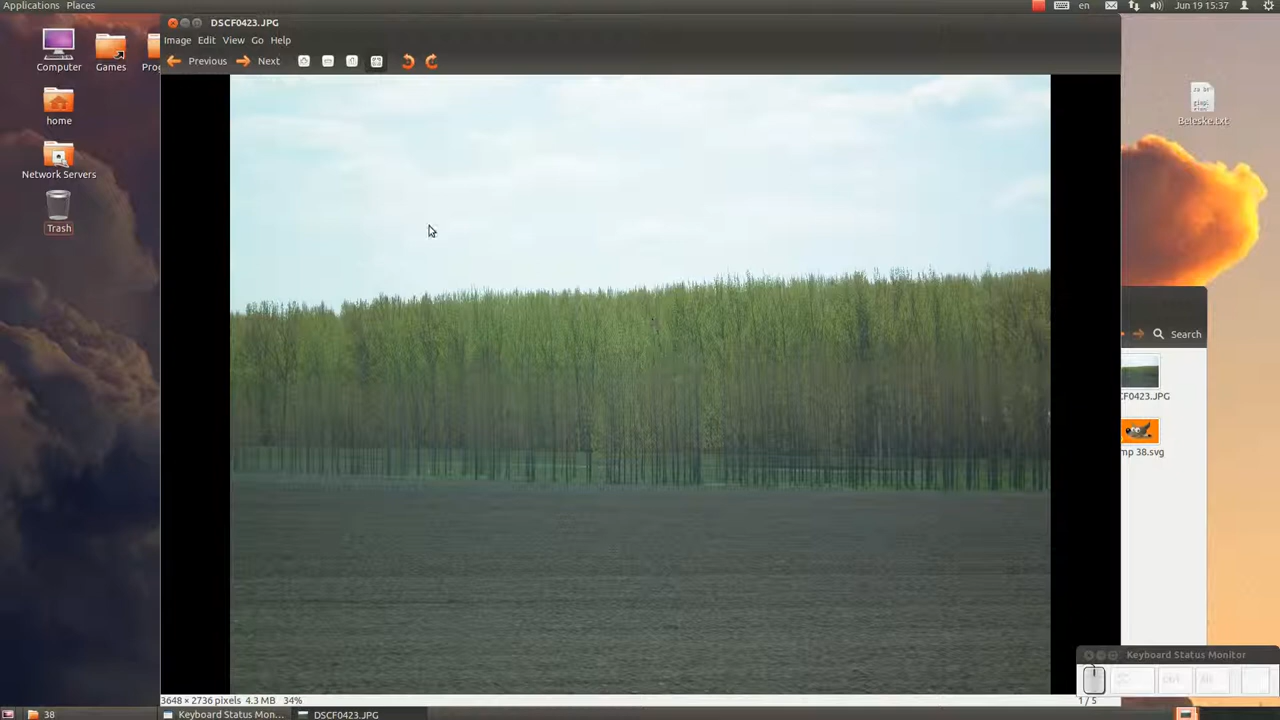 Applications Places
en
Jun 19 15:37
DSCF0423.JPG
Image Edit View Go Help
Previous Next
Computer
Games
home
Network Servers
Trash
Beleske.txt
Search
CF0423.JPG
mp 38.svg
Keyboard Status Monitor
3648 × 2736 pixels 4.3 MB 34%
1 / 5
38
Keyboard Status Mon...
DSCF0423.JPG